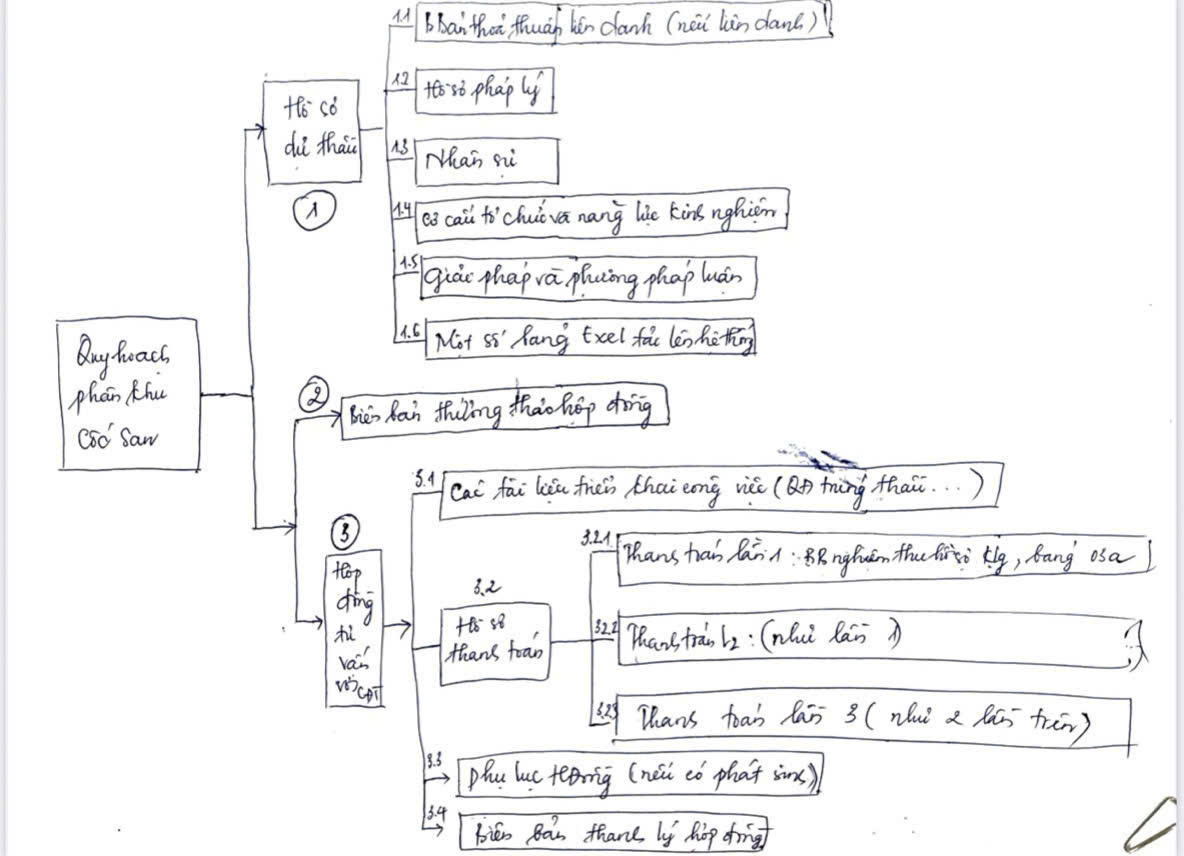 Quy hoạch
phân khu
Cốc San
Hồ sơ
dự thầu
1
1.1 BBản thoả thuận liên danh (nếu liên danh)
1.2 Hồ sơ pháp lý
1.3 Nhân sự
1.4 Cơ cấu tổ chức và năng lực kinh nghiệm
1.5 Giải pháp và phương pháp luận
1.6 Một số bảng Excel tải lên hệ thống
2
Biên bản thương thảo hợp đồng
3
Hợp
đồng
tư
vấn
với CĐT
3.1 Các tài liệu triển khai công việc (QĐ trúng thầu...)
3.2
Hồ sơ
thanh toán
3.2.1 Thanh toán lần 1: BB nghiệm thu hồ sơ Klg, bảng 03a
3.2.2 Thanh toán L2: (như lần 1)
3.2.3 Thanh toán lần 3 (như 2 lần trên)
3.3 Phụ lục HĐồng (nếu có phát sinh)
3.4 Biên bản thanh lý hợp đồng